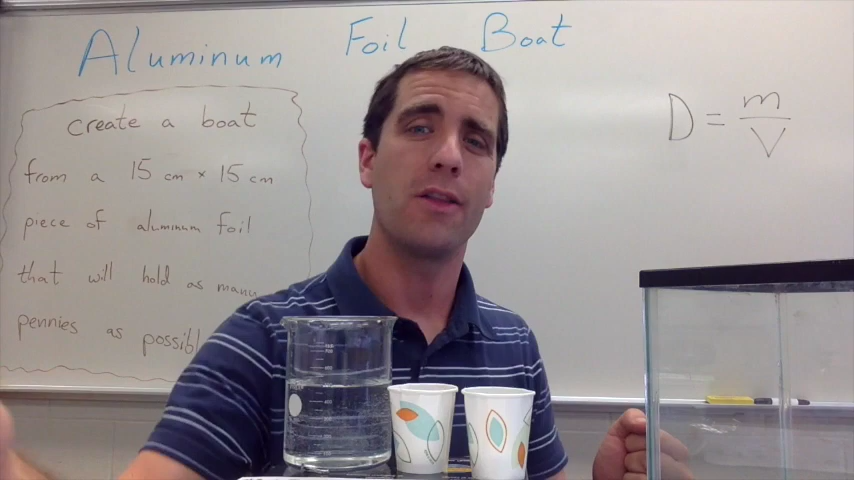 Aluminum Foil Boat
create a boat
from a 15 cm × 15 cm
piece of aluminum foil
that will hold as many
pennies as possibl
D = m
V